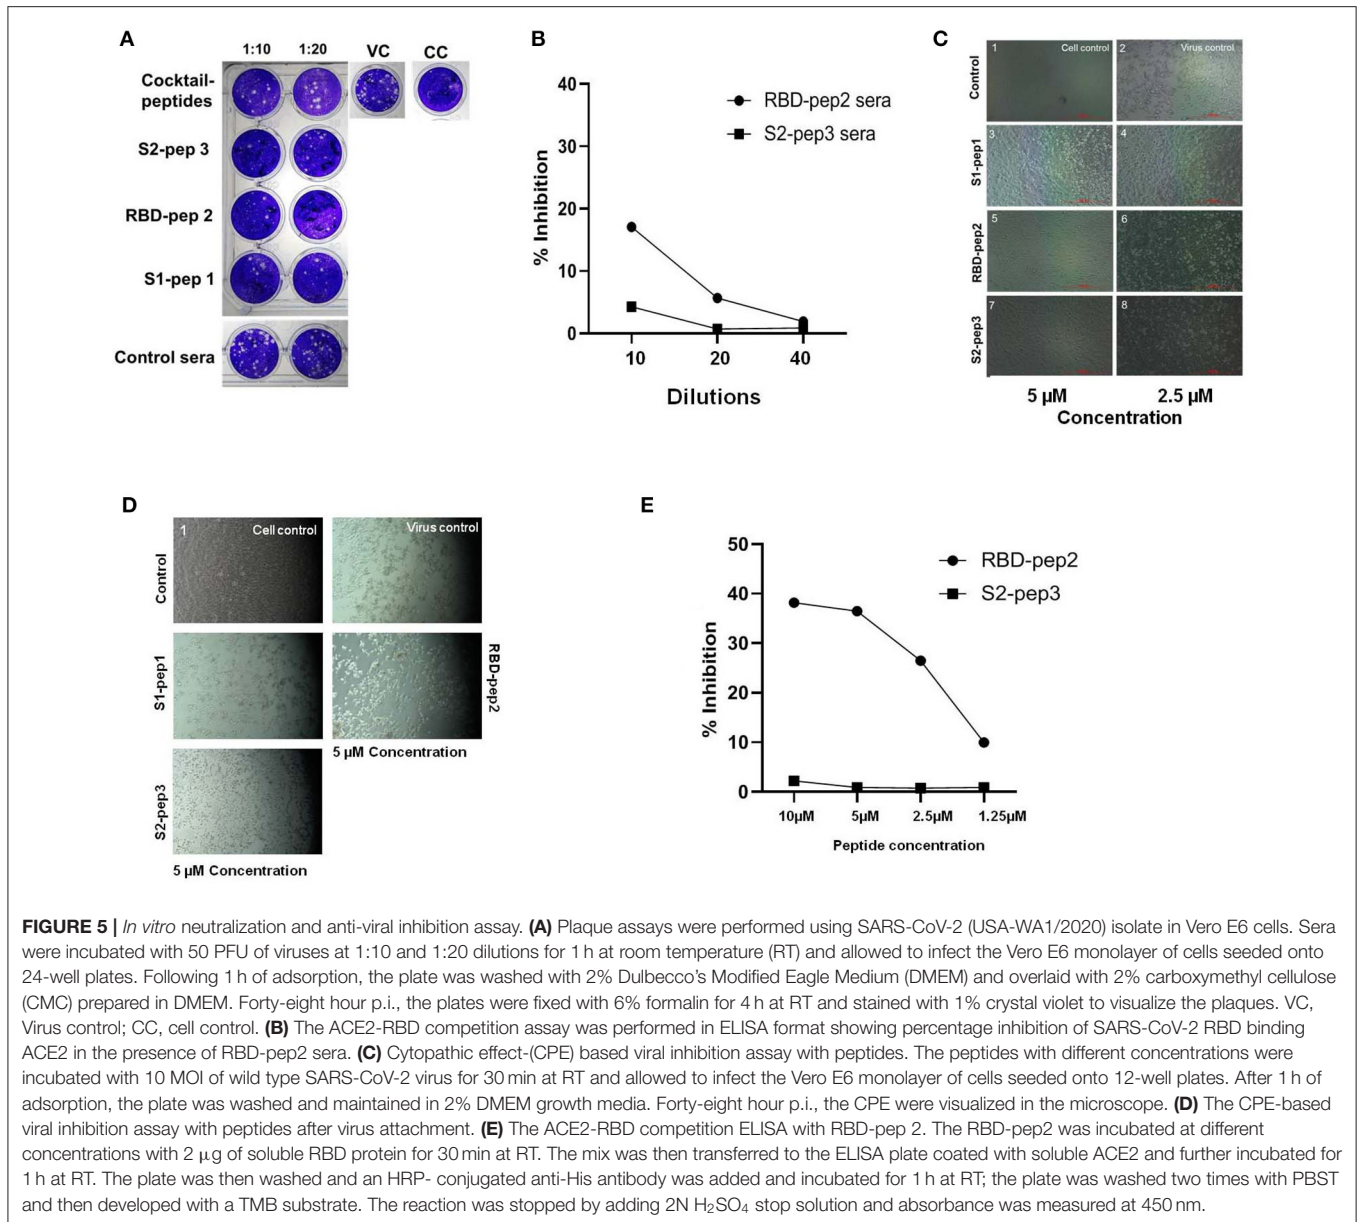 A
1:10 1:20 VC CC
Cocktail-
peptides
S2-pep 3
RBD-pep 2
S1-pep 1
Control sera
B
40
30
20
10
0
% Inhibition
RBD-pep2 sera
S2-pep3 sera
10 20 40
Dilutions
C
Control
1 Cell control
2 Virus control
S1-pep1
3
4
RBD-pep2
5
6
S2-pep3
7
8
5 µM 2.5 µM
Concentration
D
Control
1 Cell control
Virus control
S1-pep1
RBD-pep2
5 µM Concentration
S2-pep3
5 µM Concentration
E
50
40
30
20
10
0
% Inhibition
RBD-pep2
S2-pep3
10µM 5µM 2.5µM 1.25µM
Peptide concentration
FIGURE 5 | In vitro neutralization and anti-viral inhibition assay. (A) Plaque assays were performed using SARS-CoV-2 (USA-WA1/2020) isolate in Vero E6 cells. Sera
were incubated with 50 PFU of viruses at 1:10 and 1:20 dilutions for 1 h at room temperature (RT) and allowed to infect the Vero E6 monolayer of cells seeded onto
24-well plates. Following 1 h of adsorption, the plate was washed with 2% Dulbecco's Modified Eagle Medium (DMEM) and overlaid with 2% carboxymethyl cellulose
(CMC) prepared in DMEM. Forty-eight hour p.i., the plates were fixed with 6% formalin for 4 h at RT and stained with 1% crystal violet to visualize the plaques. VC,
Virus control; CC, cell control. (B) The ACE2-RBD competition assay was performed in ELISA format showing percentage inhibition of SARS-CoV-2 RBD binding
ACE2 in the presence of RBD-pep2 sera. (C) Cytopathic effect-(CPE) based viral inhibition assay with peptides. The peptides with different concentrations were
incubated with 10 MOI of wild type SARS-CoV-2 virus for 30 min at RT and allowed to infect the Vero E6 monolayer of cells seeded onto 12-well plates. After 1 h of
adsorption, the plate was washed and maintained in 2% DMEM growth media. Forty-eight hour p.i., the CPE were visualized in the microscope. (D) The CPE-based
viral inhibition assay with peptides after virus attachment. (E) The ACE2-RBD competition ELISA with RBD-pep 2. The RBD-pep2 was incubated at different
concentrations with 2 µg of soluble RBD protein for 30 min at RT. The mix was then transferred to the ELISA plate coated with soluble ACE2 and further incubated for
1 h at RT. The plate was then washed and an HRP- conjugated anti-His antibody was added and incubated for 1 h at RT; the plate was washed two times with PBST
and then developed with a TMB substrate. The reaction was stopped by adding 2N H₂SO₄ stop solution and absorbance was measured at 450 nm.